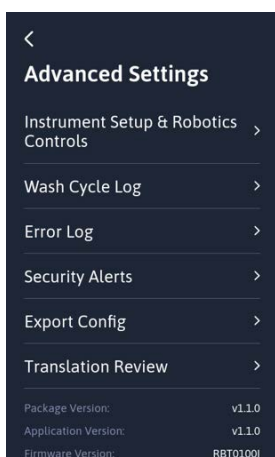 Advanced Settings
Instrument Setup & Robotics
Controls
Wash Cycle Log
Error Log
Security Alerts
Export Config
Translation Review
Package Version: v1.1.0
Application Version: v1.1.0
Firmware Version: